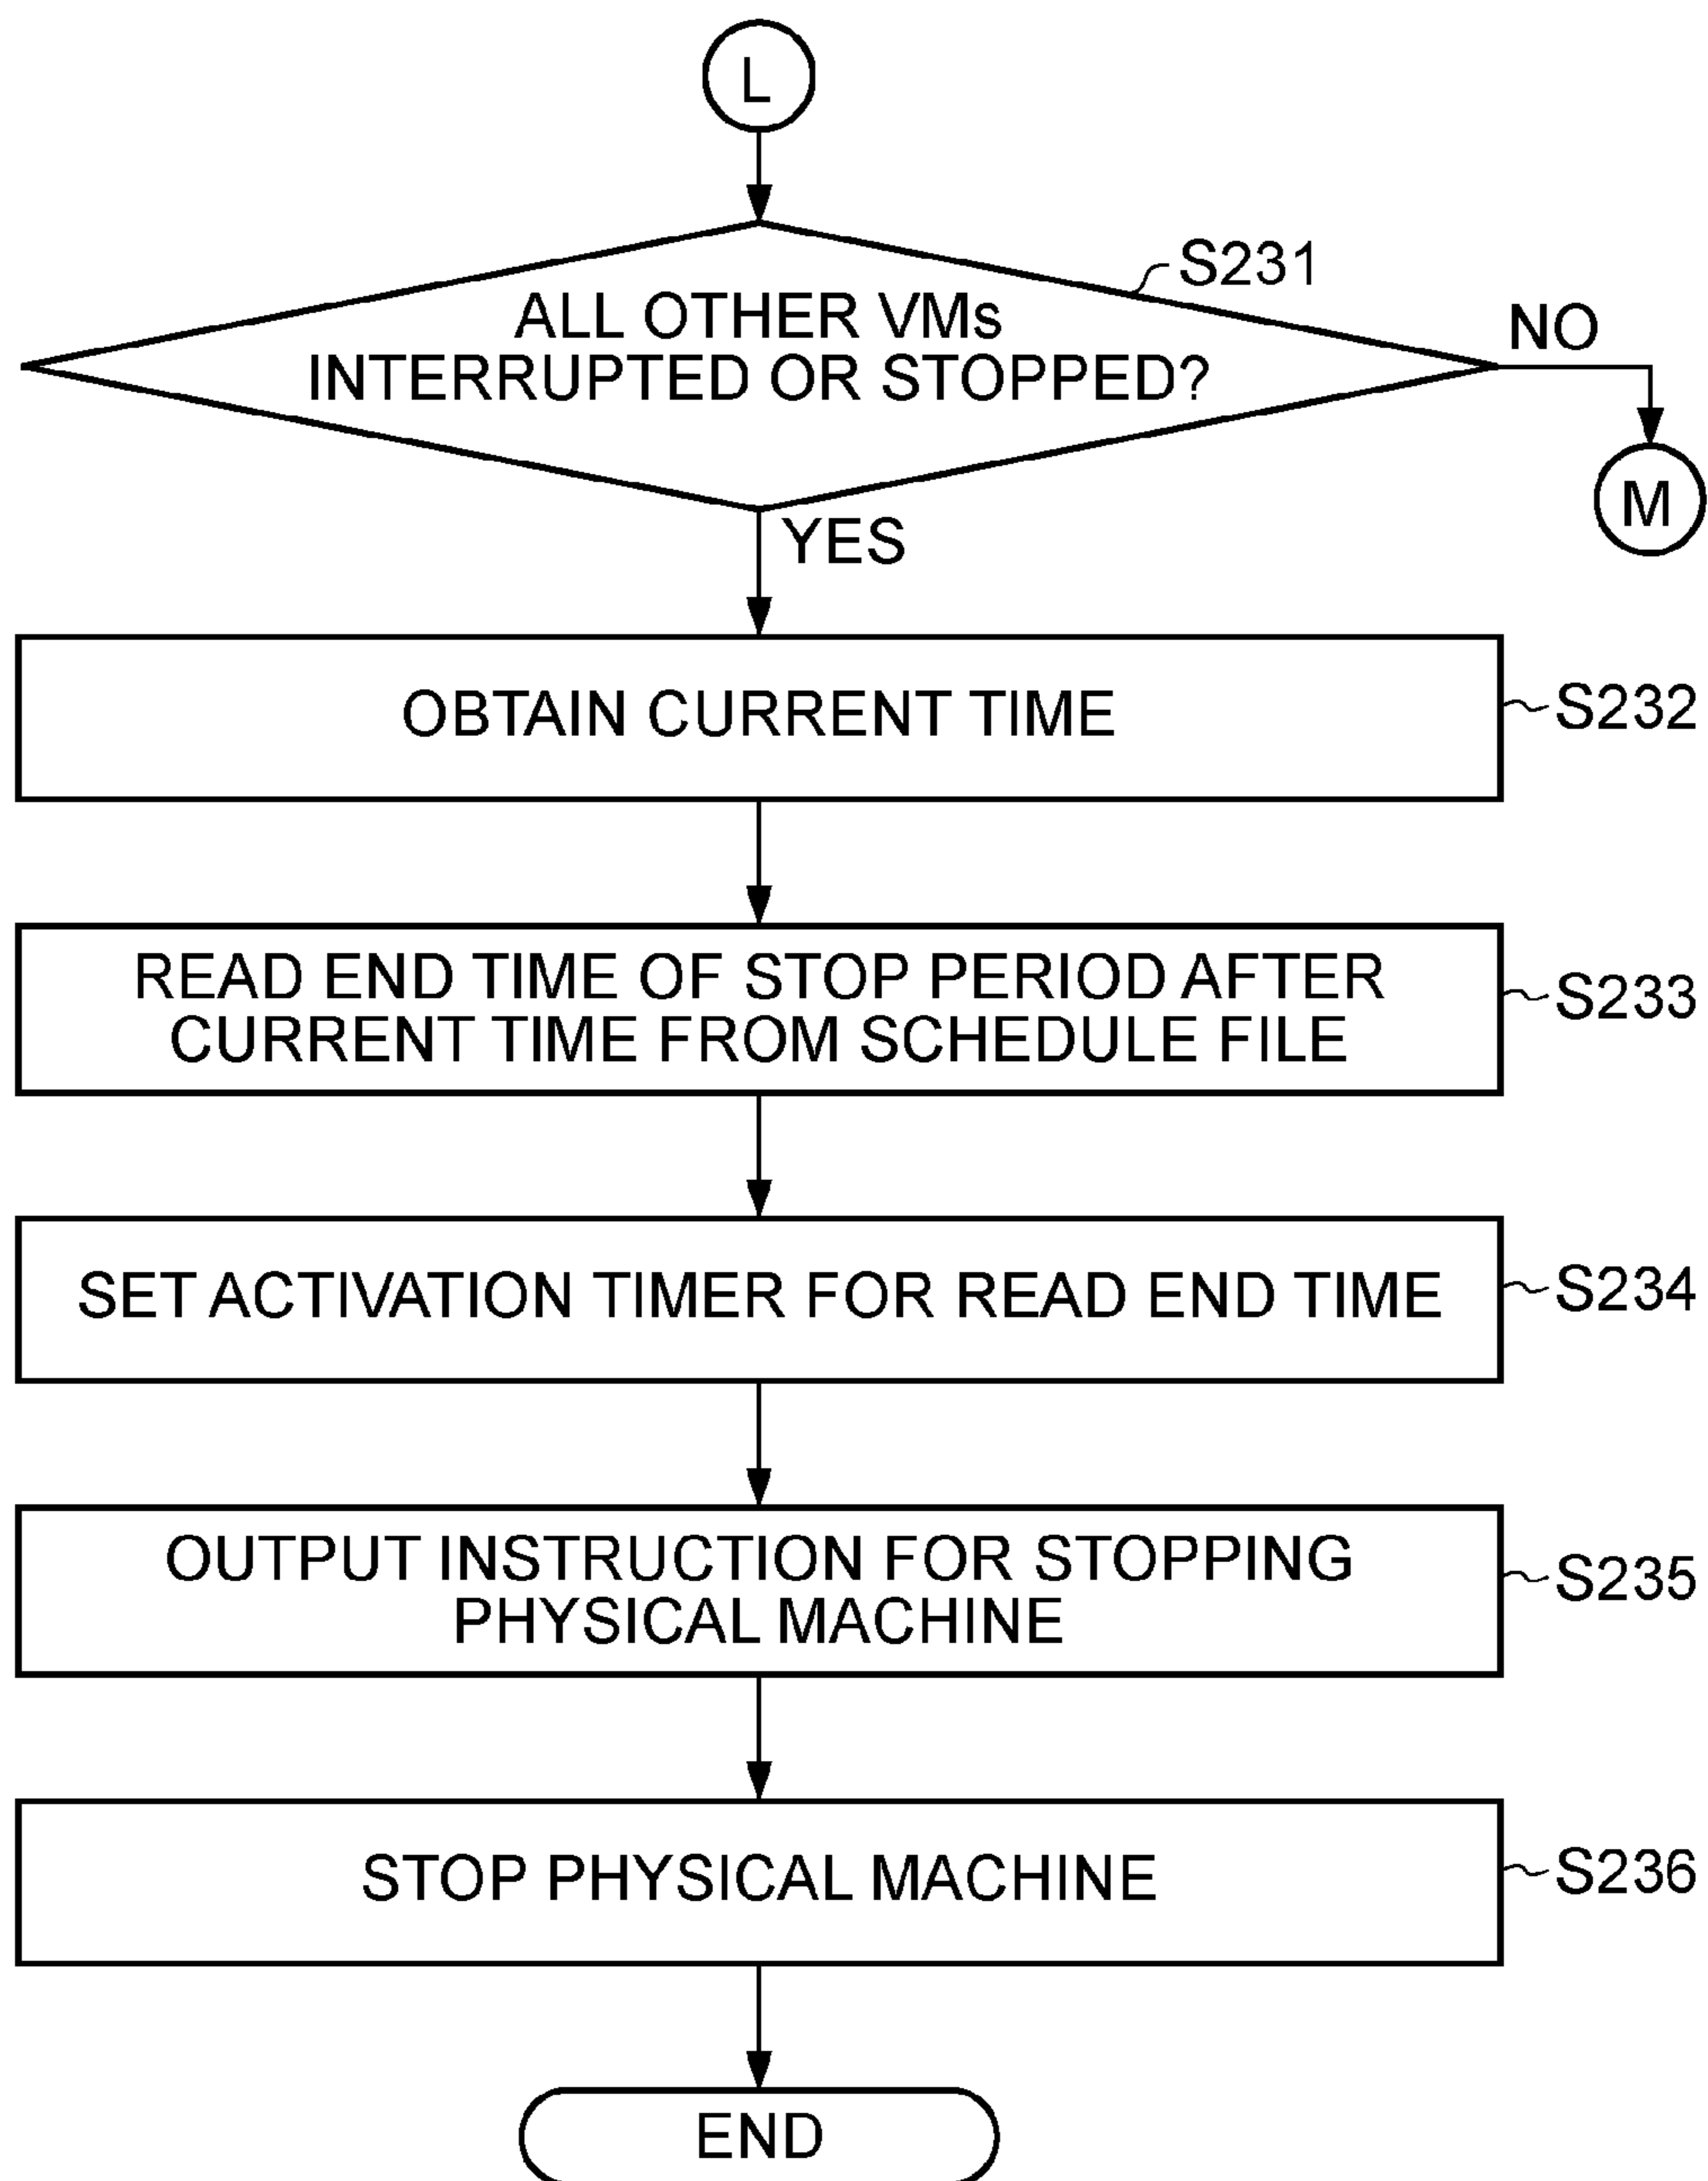 L
S231
ALL OTHER VMs
INTERRUPTED OR STOPPED?
NO
M
YES
OBTAIN CURRENT TIME
S232
READ END TIME OF STOP PERIOD AFTER
CURRENT TIME FROM SCHEDULE FILE
S233
SET ACTIVATION TIMER FOR READ END TIME
S234
OUTPUT INSTRUCTION FOR STOPPING
PHYSICAL MACHINE
S235
STOP PHYSICAL MACHINE
S236
END